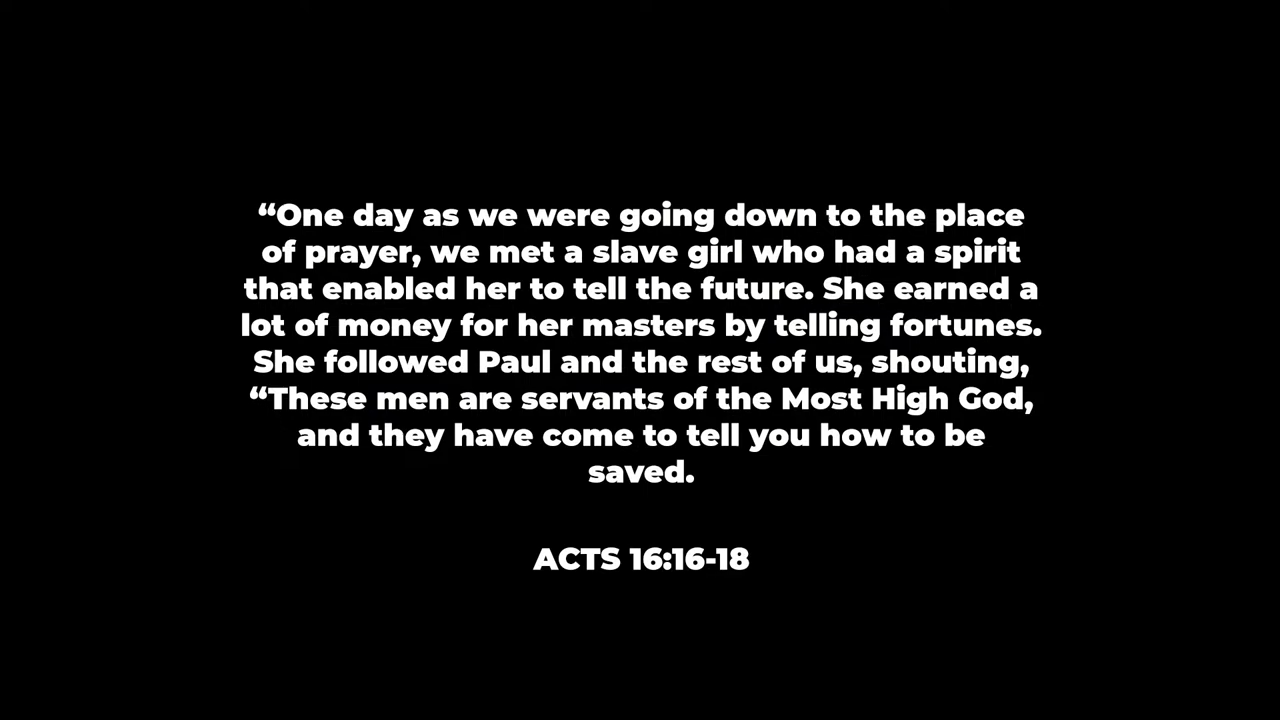 “One day as we were going down to the place
of prayer, we met a slave girl who had a spirit
that enabled her to tell the future. She earned a
lot of money for her masters by telling fortunes.
She followed Paul and the rest of us, shouting,
“These men are servants of the Most High God,
and they have come to tell you how to be
saved.
ACTS 16:16-18